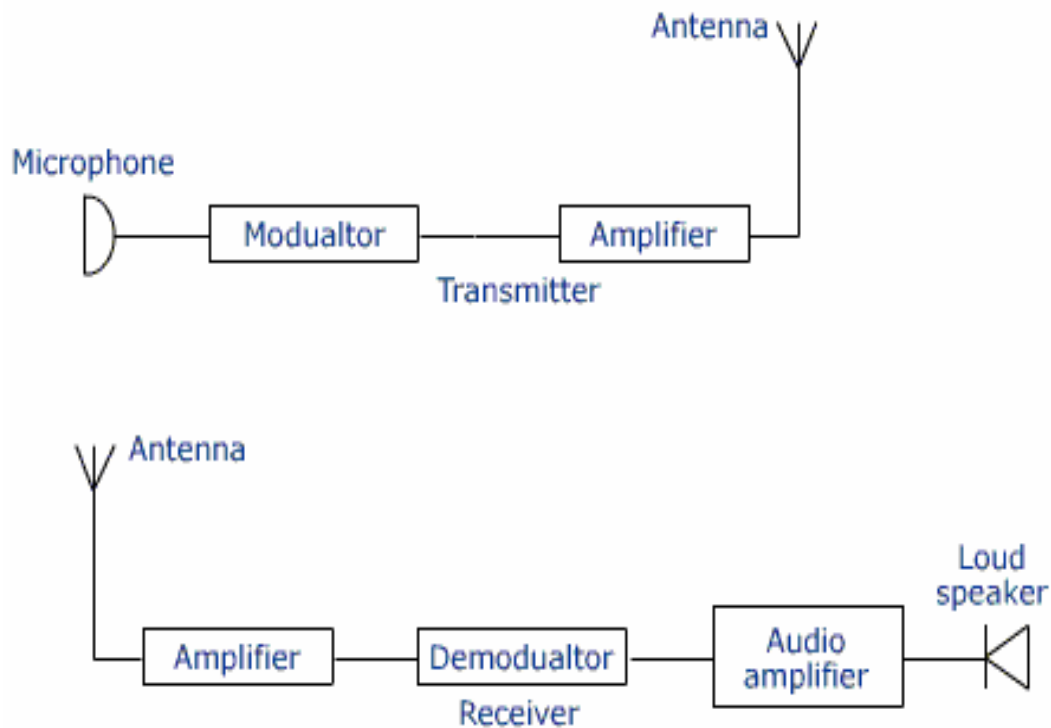 Antenna
Microphone
Modualtor
Amplifier
Transmitter
Antenna
Loud
speaker
Amplifier
Demodualtor
Audio
amplifier
Receiver